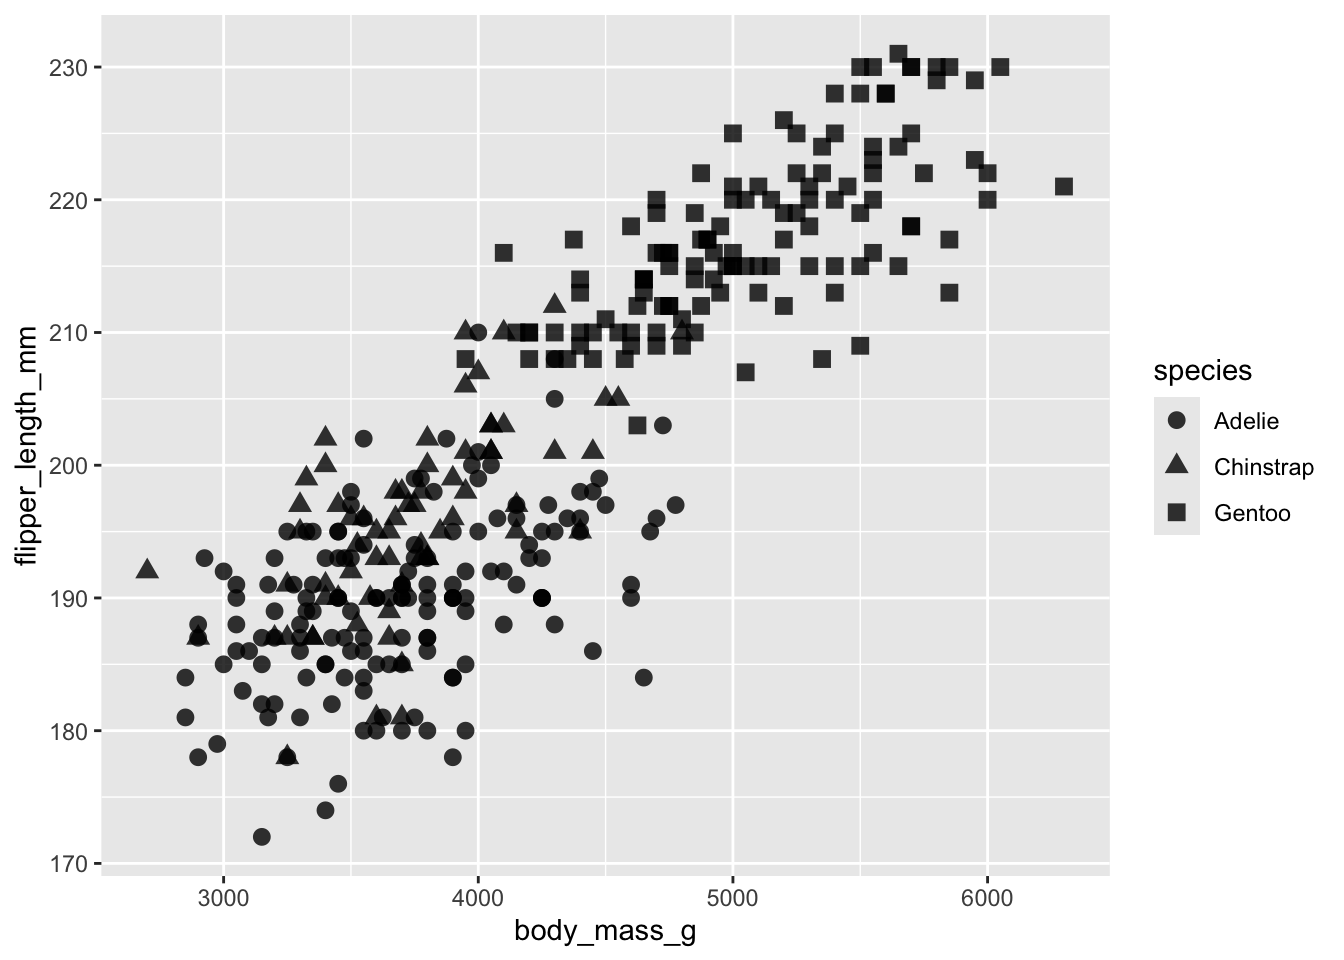 230
220
210
200
190
180
170
flipper_length_mm
3000 4000 5000 6000
body_mass_g
species
Adelie
Chinstrap
Gentoo